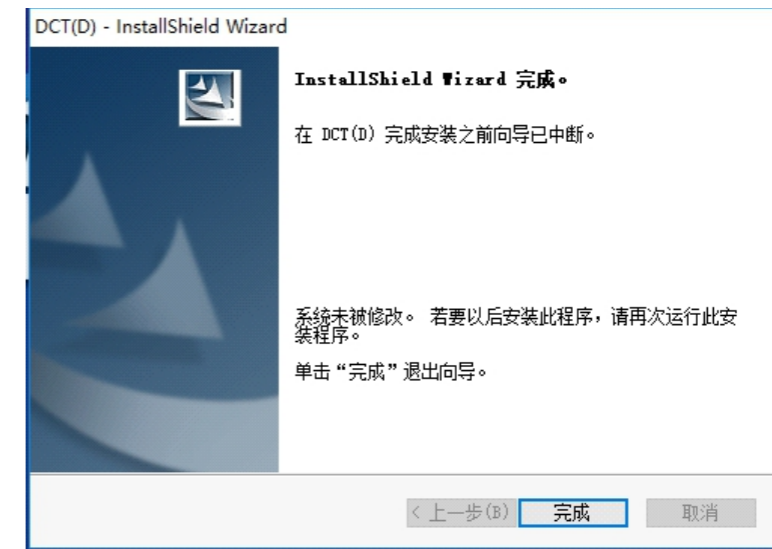 DCT(D) - InstallShield Wizard
InstallShield Wizard 完成。
在 DCT(D) 完成安装之前向导已中断。
系统未被修改。 若要以后安装此程序，请再次运行此安
装程序。
单击“完成”退出向导。
< 上一步(B) 完成 取消